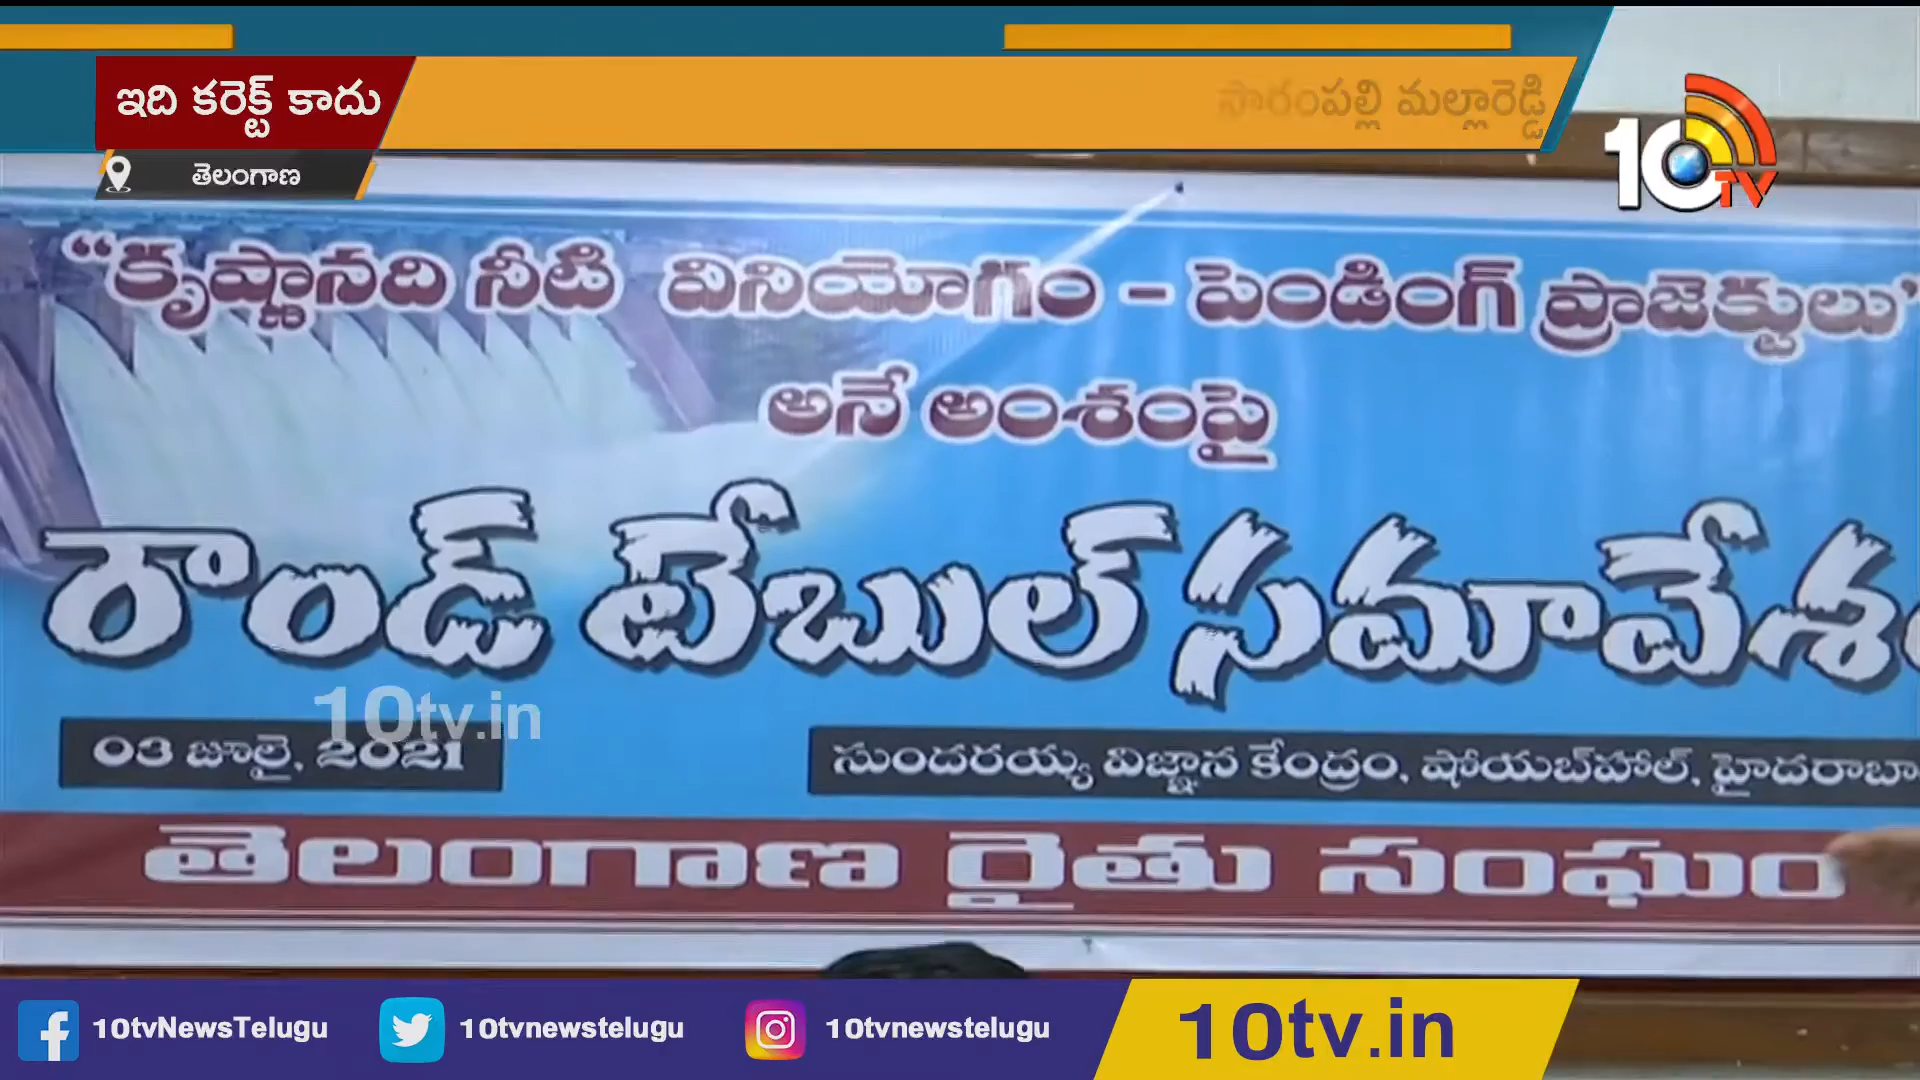 ఇది కరెక్ట్ కాదు
సారంపల్లి మల్లారెడ్డి
తెలంగాణ
10TV
“కృష్ణానది నీటి వినియోగం – పెండింగ్ ప్రాజెక్టులు’
అనే అంశంపై
రౌండ్ టేబుల్ సమావేశం
10tv.in
03 జూలై, 2021
సుందరయ్య విజ్ఞాన కేంద్రం, షోయబ్‌హాల్, హైదరాబా
తెలంగాణ రైతు సంఘం
10tvNewsTelugu
10tvnewstelugu
10tvnewstelugu
10tv.in